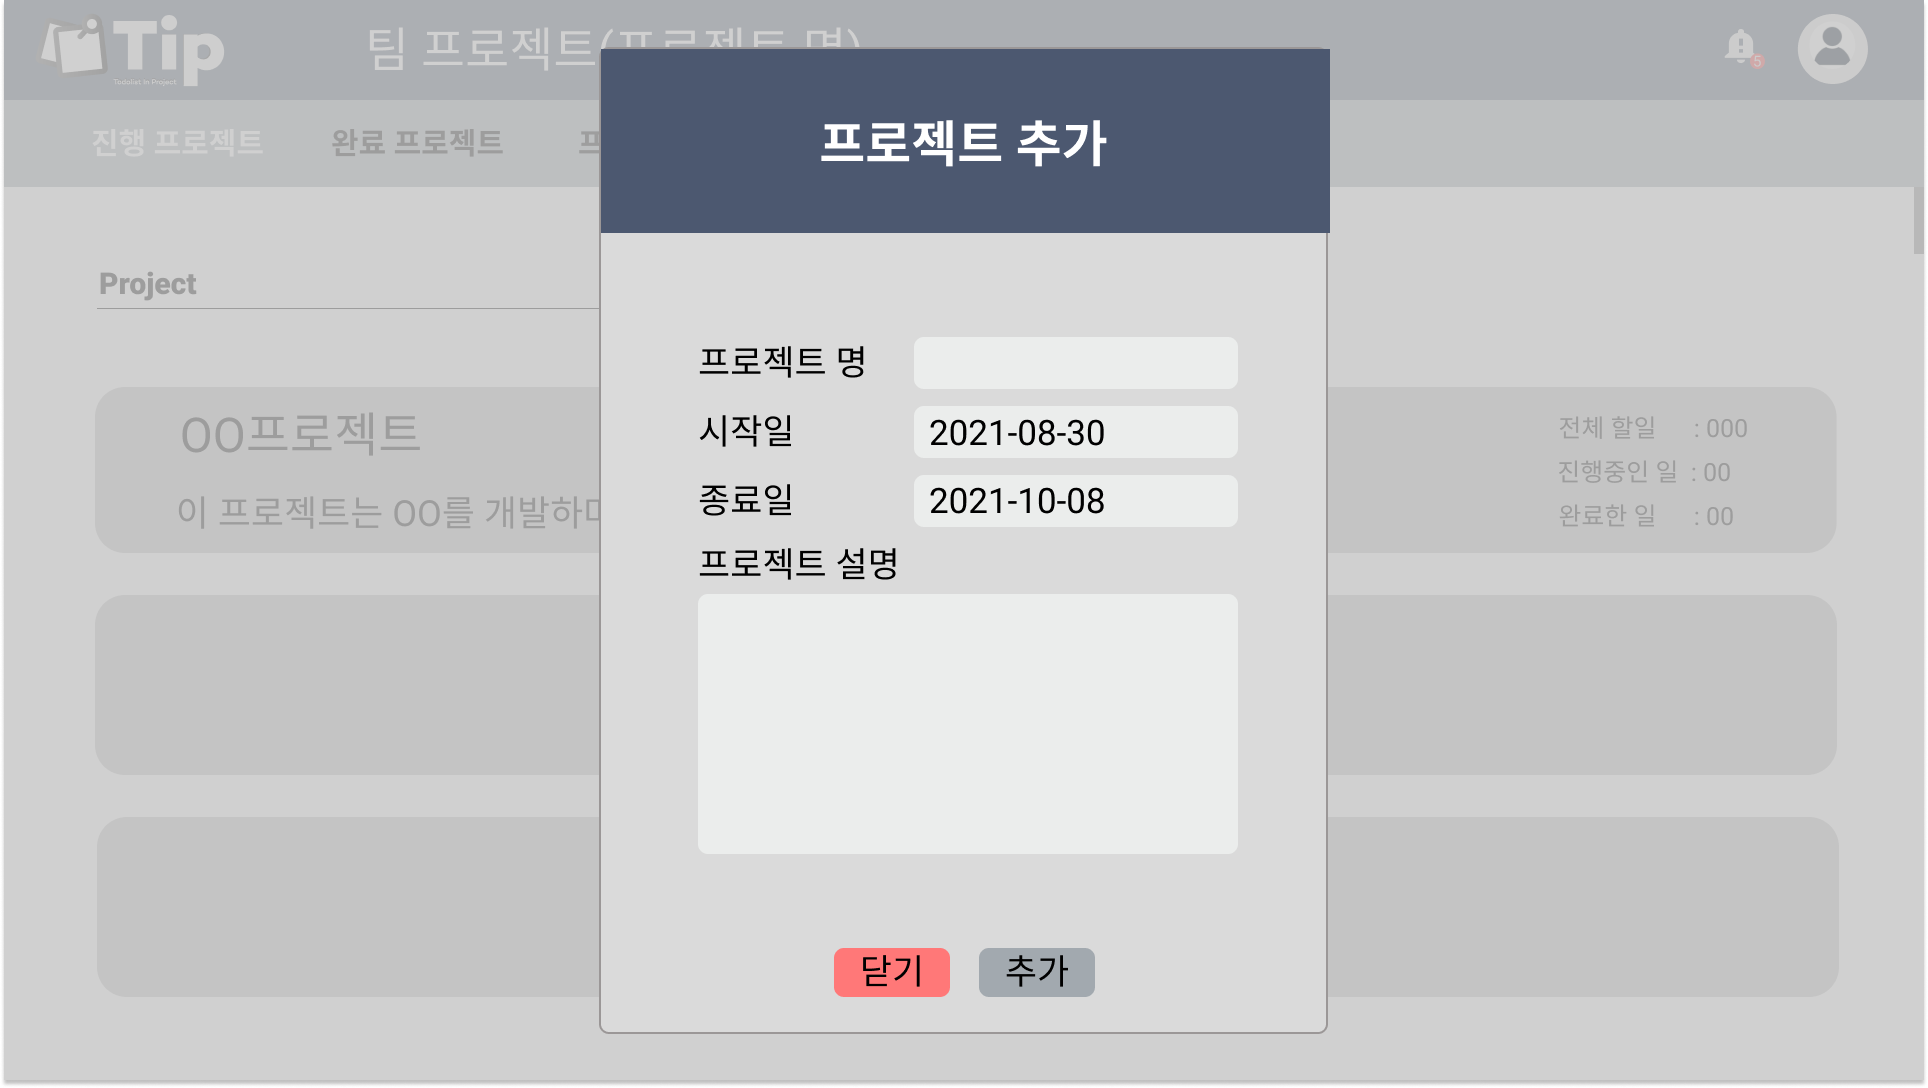 Tip
Todolist In Project
팀 프로젝트(프로젝트 명)
5
진행 프로젝트
완료 프로젝트
프로젝트 추가
Project
프로젝트 명
시작일
2021-08-30
종료일
2021-10-08
프로젝트 설명
OO프로젝트
이 프로젝트는 OO를 개발하며
전체 할일 : 000
진행중인 일 : 00
완료한 일 : 00
닫기
추가